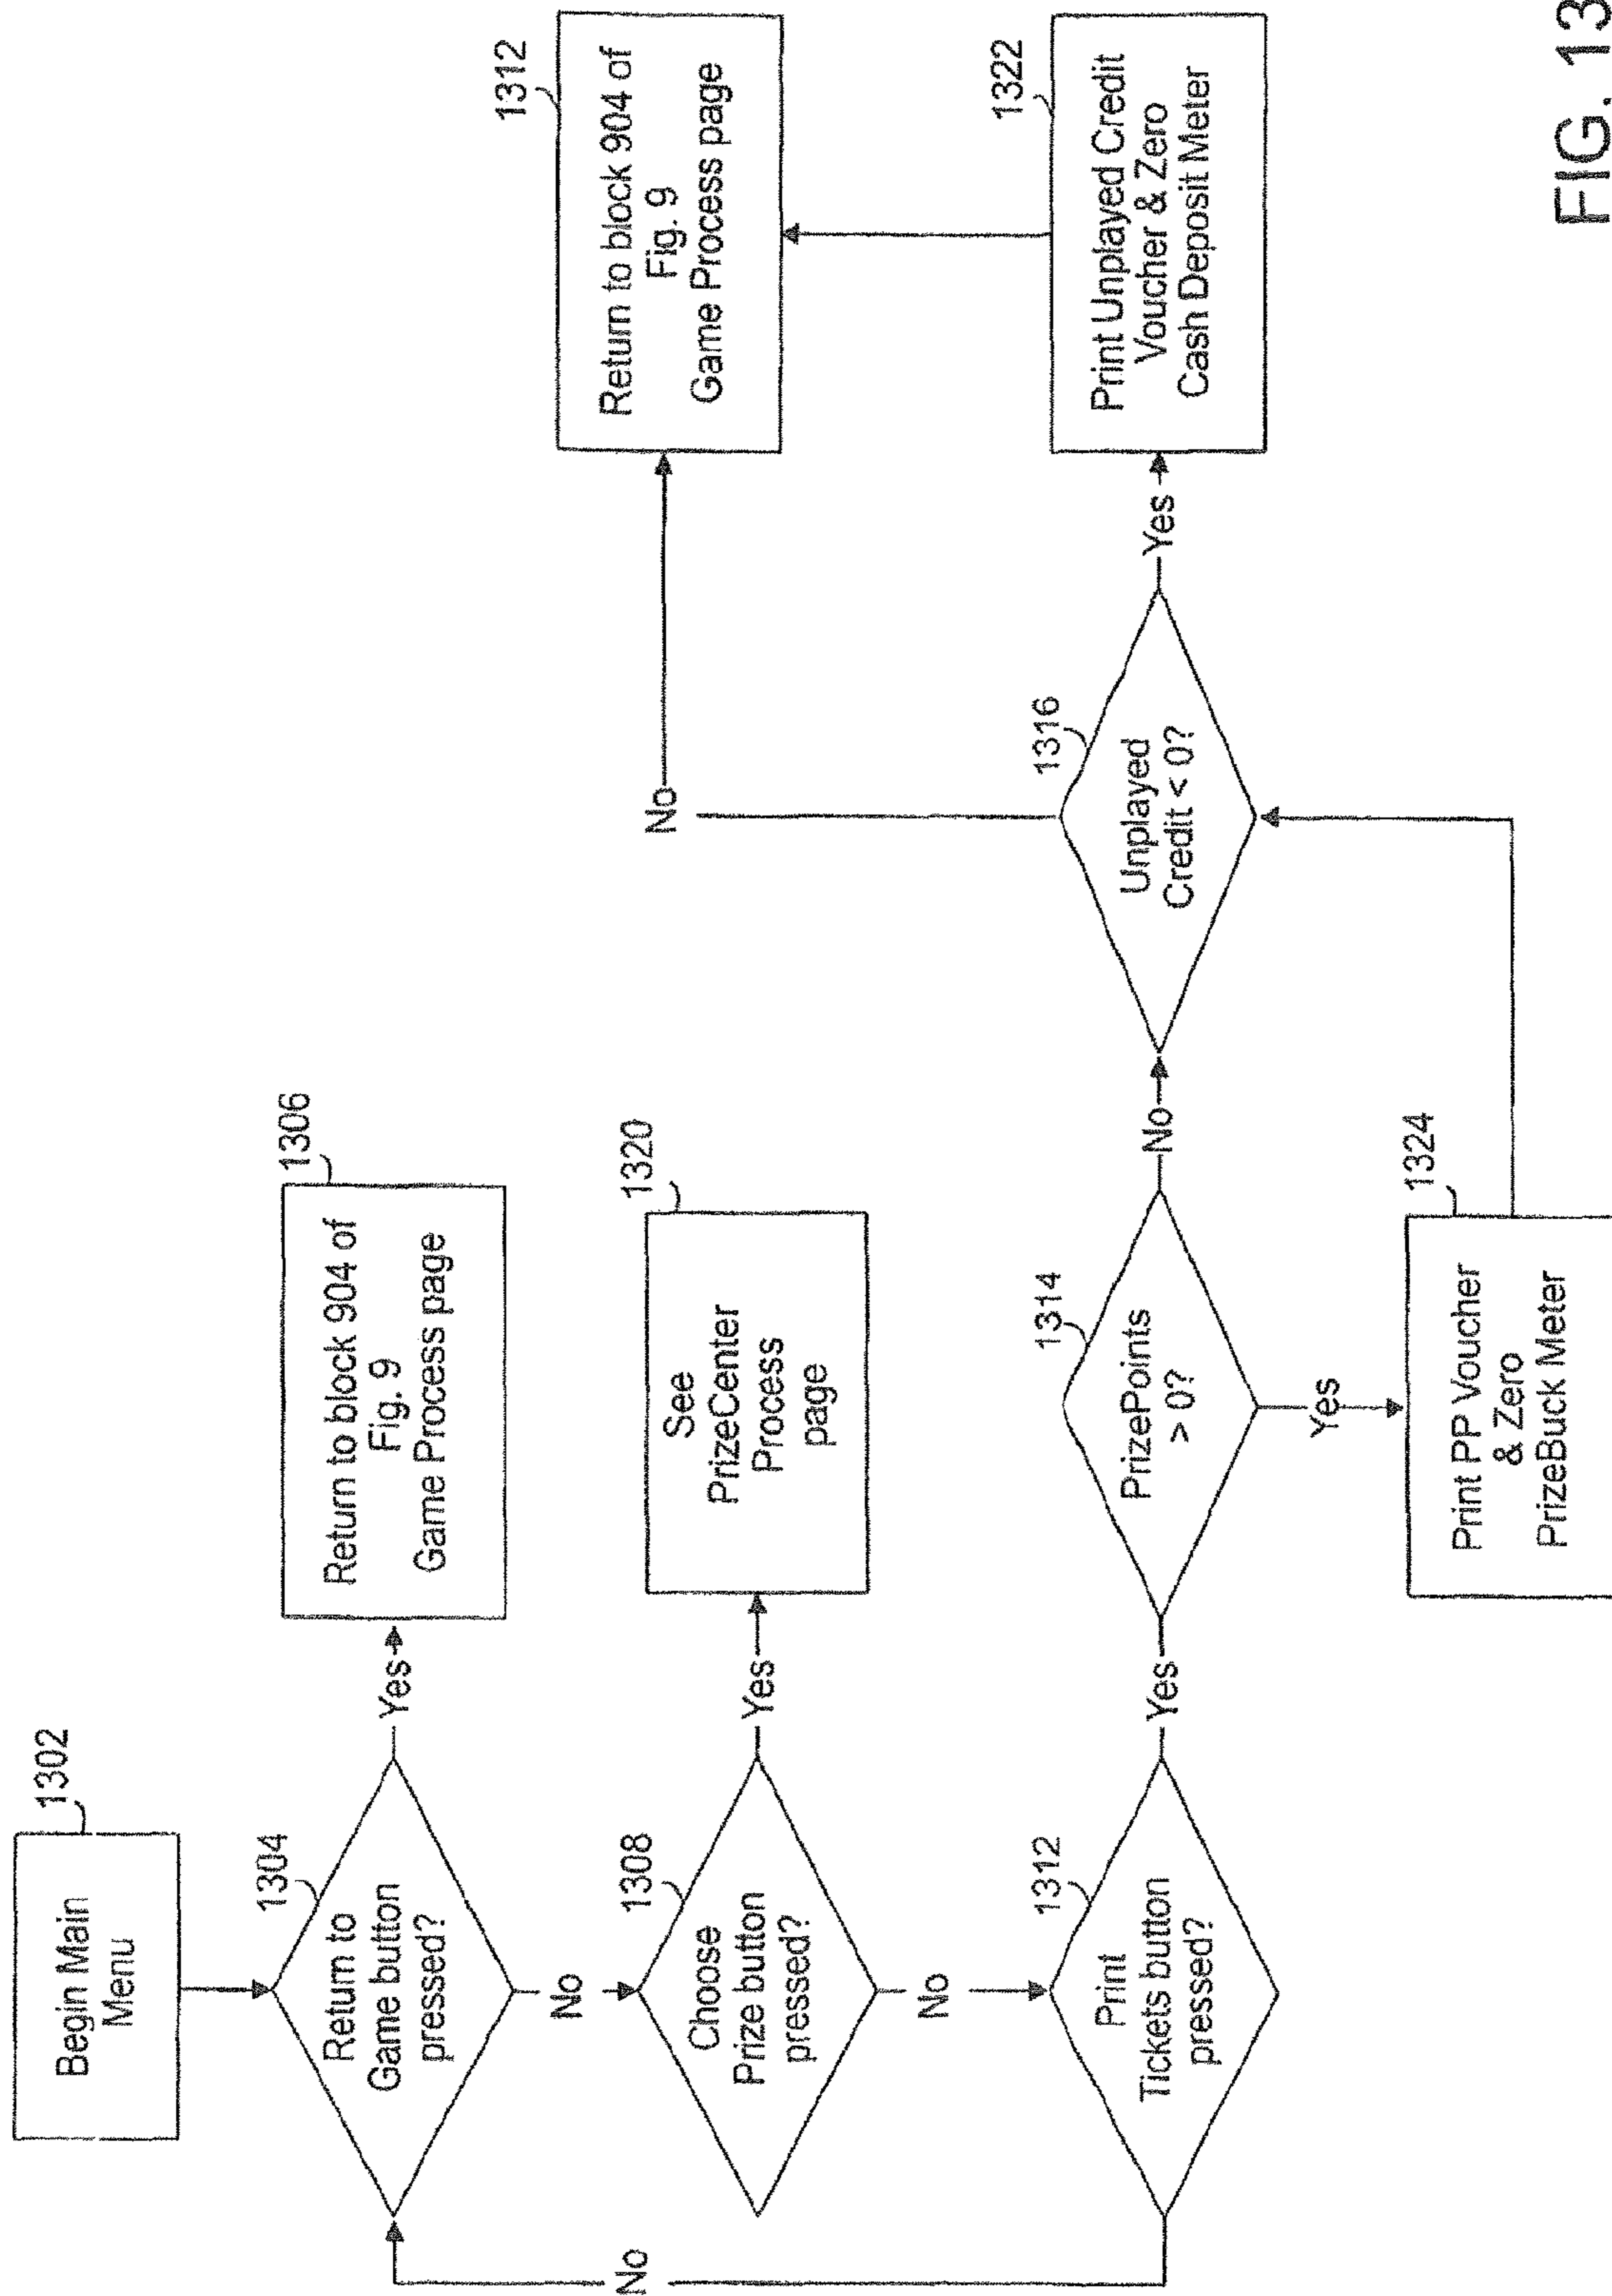 1302
Begin Main
Menu
1304
Return to
Game button
pressed?
Yes
1306
Return to block 904 of
Fig. 9
Game Process page
No
1308
Choose
Prize button
pressed?
Yes
1320
See
PrizeCenter
Process
page
No
1312
Print
Tickets button
pressed?
No
Yes
1314
PrizePoints
> 0?
Yes
1324
Print PP Voucher
& Zero
PrizeBuck Meter
No
1316
Unplayed
Credit < 0?
No
1312
Return to block 904 of
Fig. 9
Game Process page
Yes
1322
Print Unplayed Credit
Voucher & Zero
Cash Deposit Meter
FIG. 13